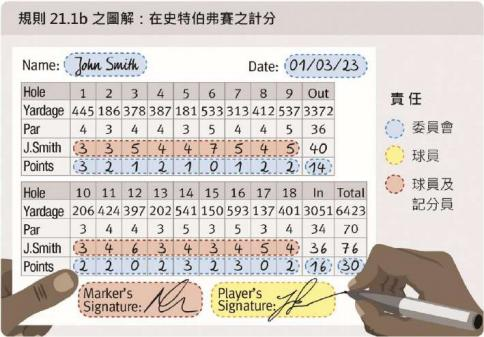 規則 21.1b 之圖解：在史特伯弗賽之計分
Name: John Smith Date: 01/03/23
Hole 1 2 3 4 5 6 7 8 9 Out
Yardage 445 186 378 387 181 533 313 412 537 3372
Par 4 3 4 4 3 5 4 4 5 36
J.Smith 3 3 5 4 4 7 5 4 5 40
Points 3 2 1 2 1 0 1 2 2 14
Hole 10 11 12 13 14 15 16 17 18 In Total
Yardage 206 424 397 202 541 150 593 137 401 3051 6423
Par 3 4 4 3 5 3 5 3 4 34 70
J.Smith 3 4 6 3 4 3 4 5 4 36 76
Points 2 2 0 2 3 2 3 0 2 16 30
Marker's
Signature:
Player's
Signature:
責任
委員會
球員
球員及
記分員